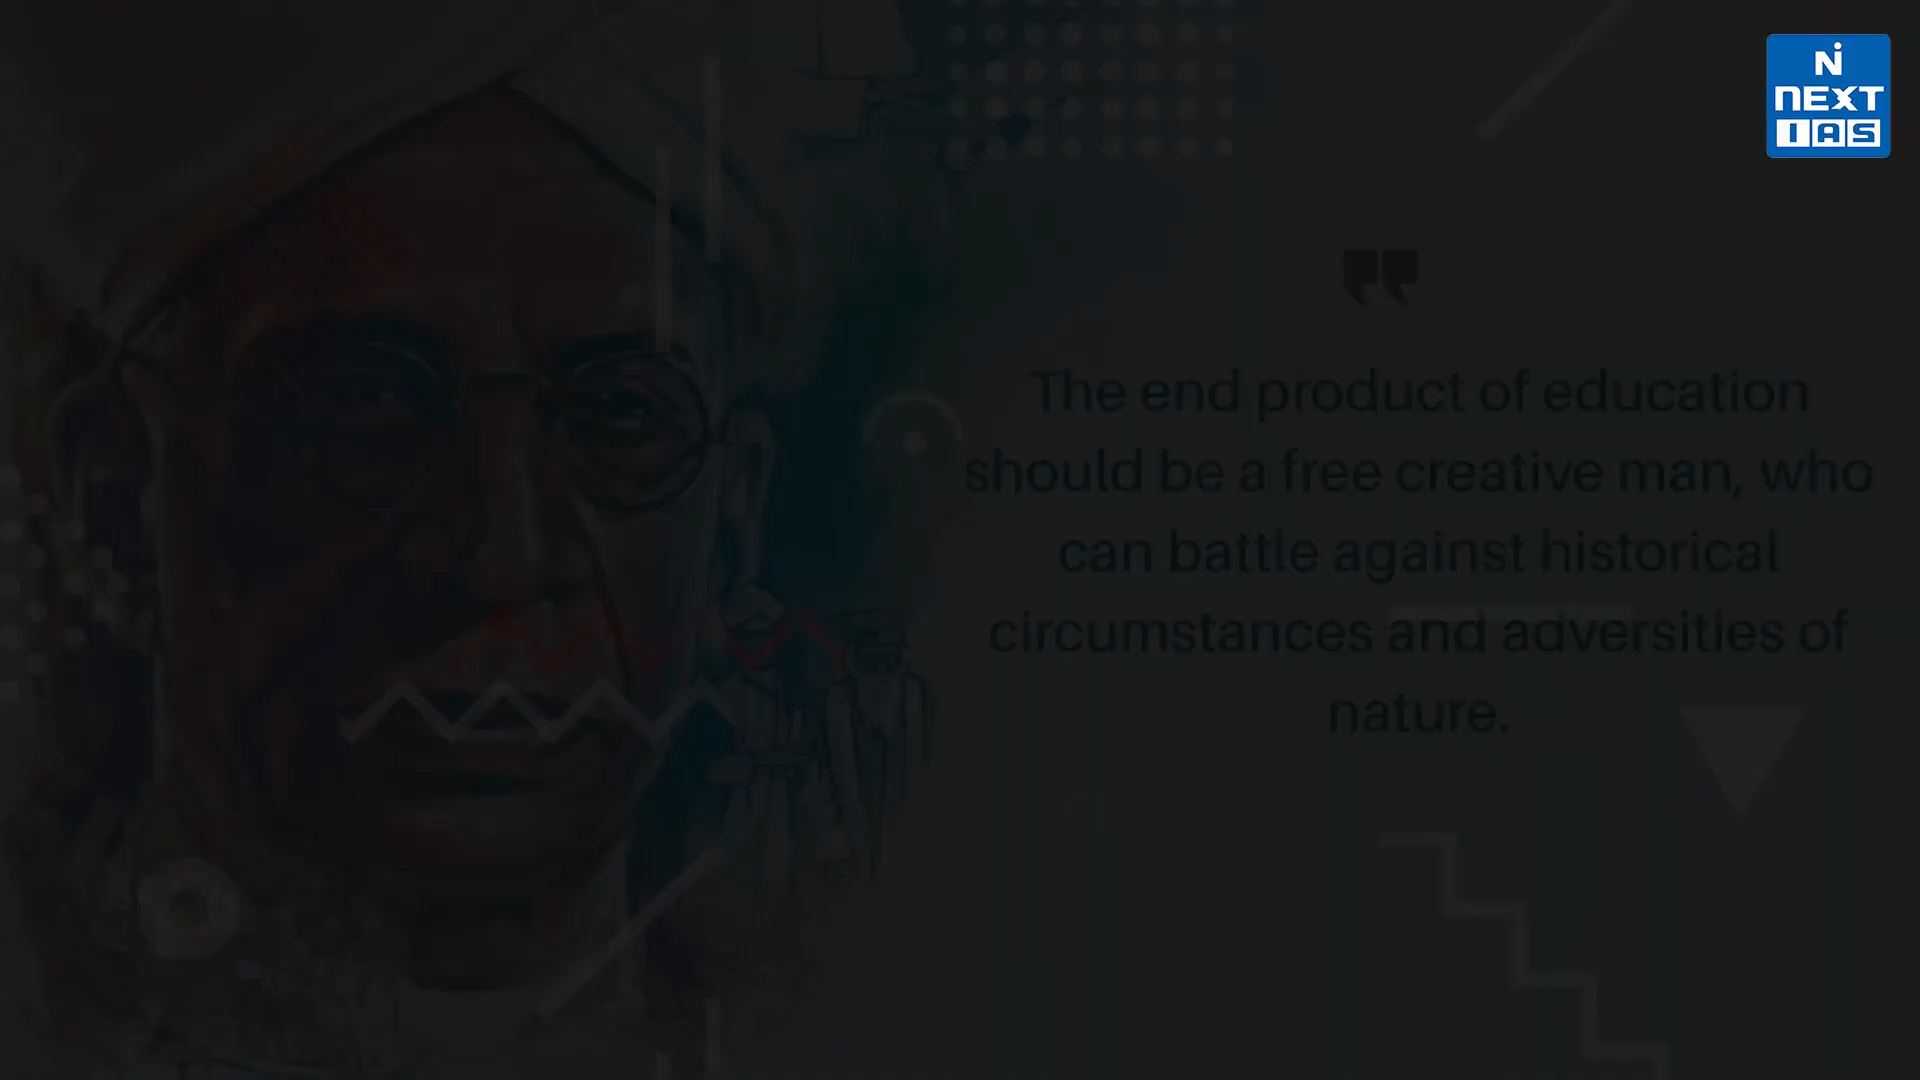 Ni
NEXT
IAS
The end product of education
should be a free creative man, who
can battle against historical
circumstances and adversities of
nature.